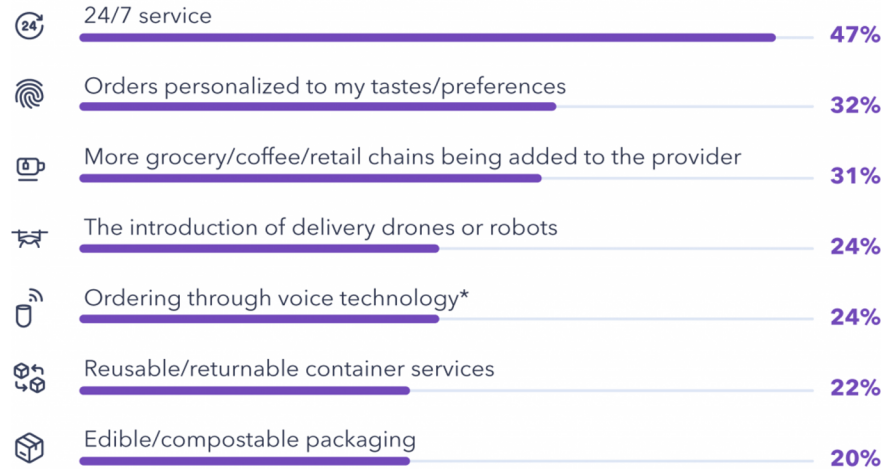 24
24/7 service
47%
Orders personalized to my tastes/preferences
32%
More grocery/coffee/retail chains being added to the provider
31%
The introduction of delivery drones or robots
24%
Ordering through voice technology*
24%
Reusable/returnable container services
22%
Edible/compostable packaging
20%